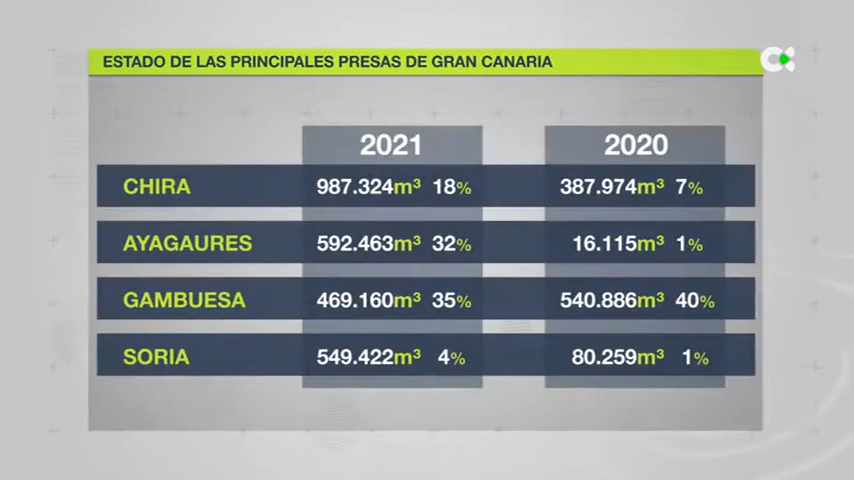 ESTADO DE LAS PRINCIPALES PRESAS DE GRAN CANARIA
2021 2020
CHIRA 987.324m³ 18% 387.974m³ 7%
AYAGAURES 592.463m³ 32% 16.115m³ 1%
GAMBUESA 469.160m³ 35% 540.886m³ 40%
SORIA 549.422m³ 4% 80.259m³ 1%